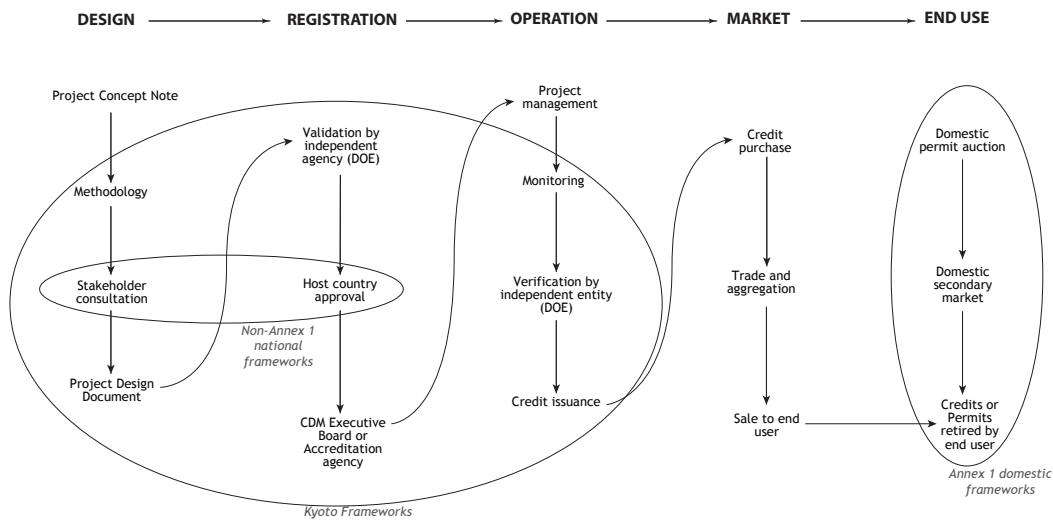 DESIGN
REGISTRATION
OPERATION
MARKET
END USE
Project Concept Note
Methodology
Stakeholder
consultation
Project Design
Document
Validation by
independent
agency (DOE)
Host country
approval
CDM Executive
Board or
Accreditation
agency
Project
management
Monitoring
Verification by
independent entity
(DOE)
Credit issuance
Credit
purchase
Trade and
aggregation
Sale to end
user
Domestic
permit auction
Domestic
secondary
market
Credits or
Permits
retired by
end user
Non-Annex 1
national
frameworks
Kyoto Frameworks
Annex 1 domestic
frameworks